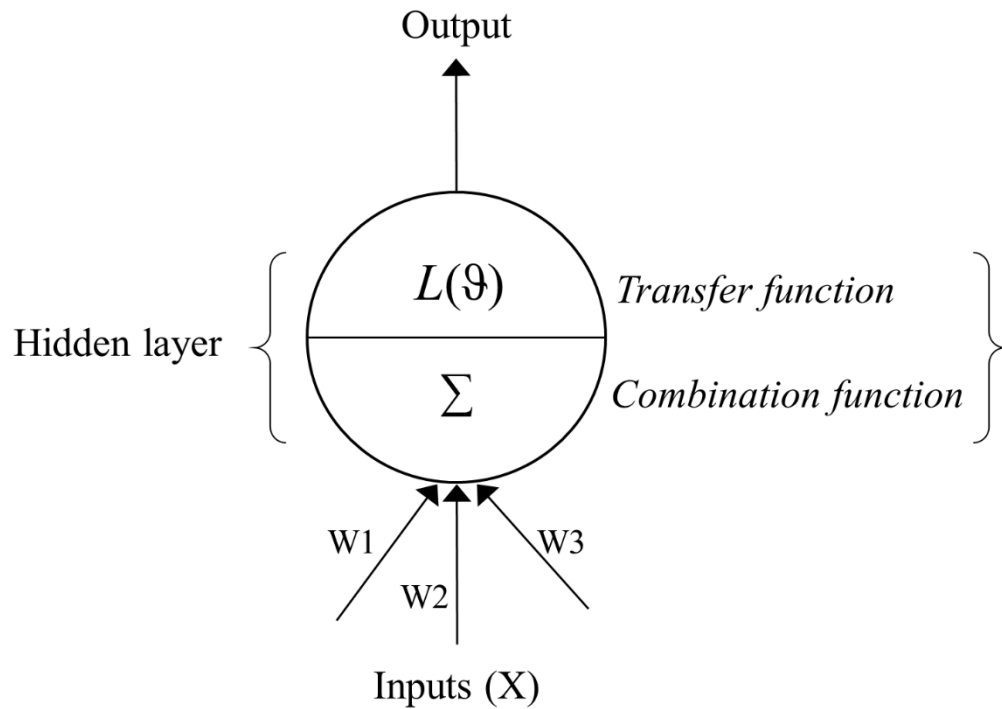 Output
L(ϑ)
Transfer function
Hidden layer
∑
Combination function
W1
W3
W2
Inputs (X)